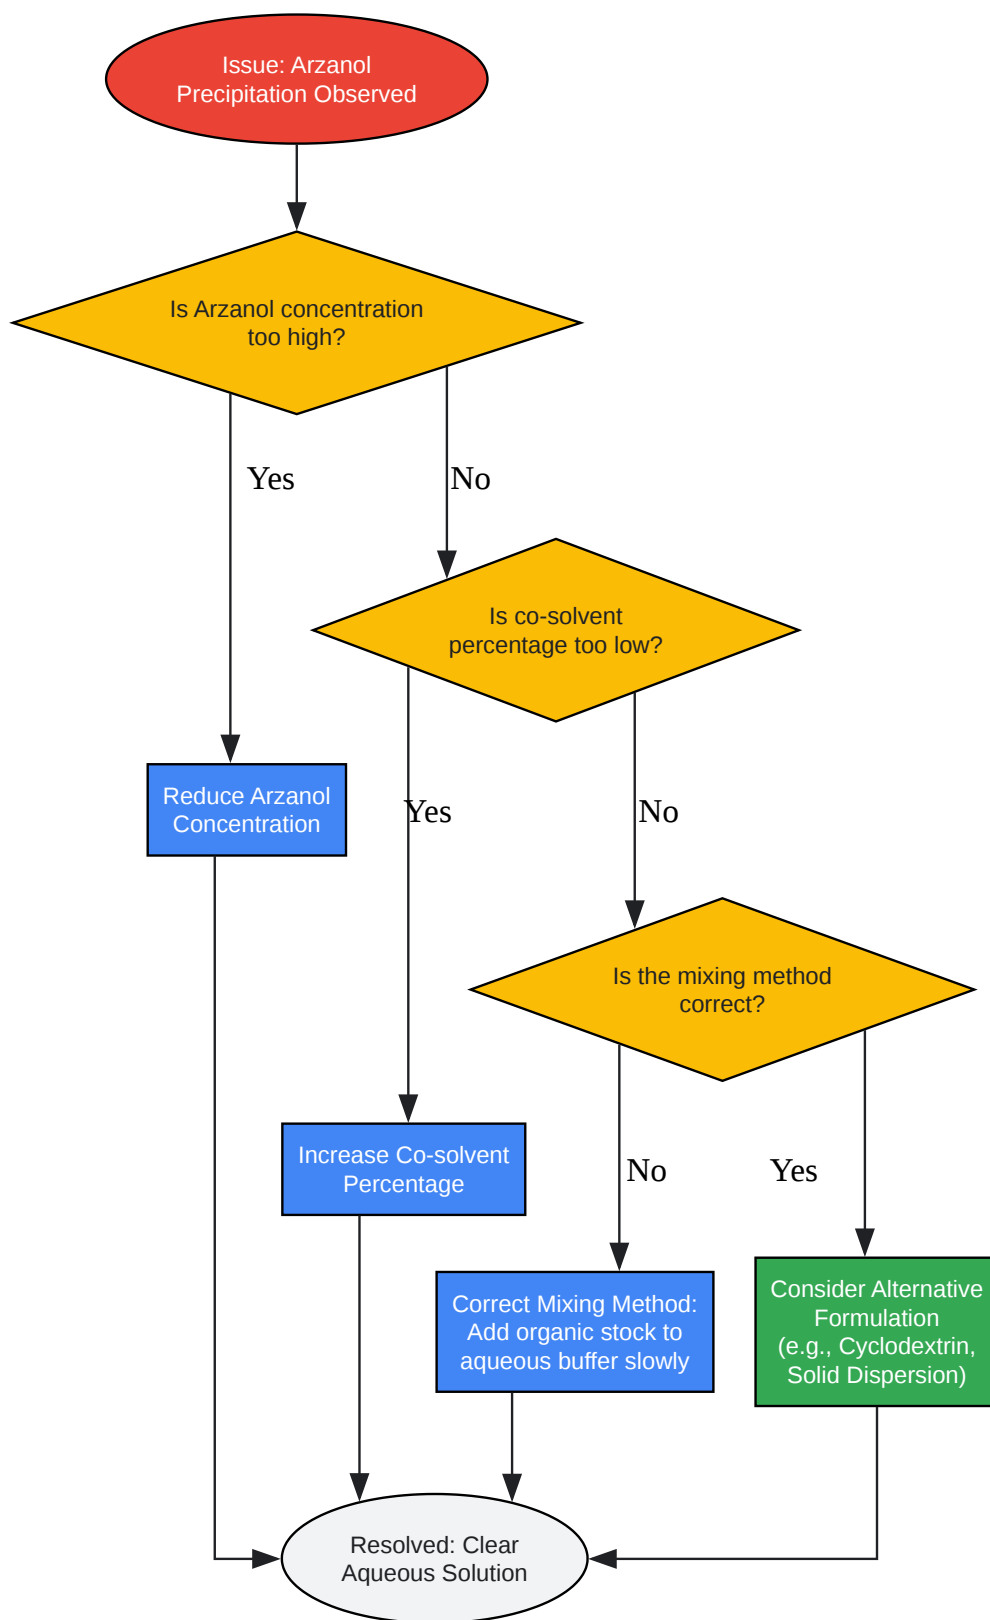 Issue: Arzanol
Precipitation Observed
Is Arzanol concentration
too high?
Yes
No
Is co-solvent
percentage too low?
Reduce Arzanol
Concentration
Yes
No
Is the mixing method
correct?
Increase Co-solvent
Percentage
No
Yes
Correct Mixing Method:
Add organic stock to
aqueous buffer slowly
Consider Alternative
Formulation
(e.g., Cyclodextrin,
Solid Dispersion)
Resolved: Clear
Aqueous Solution